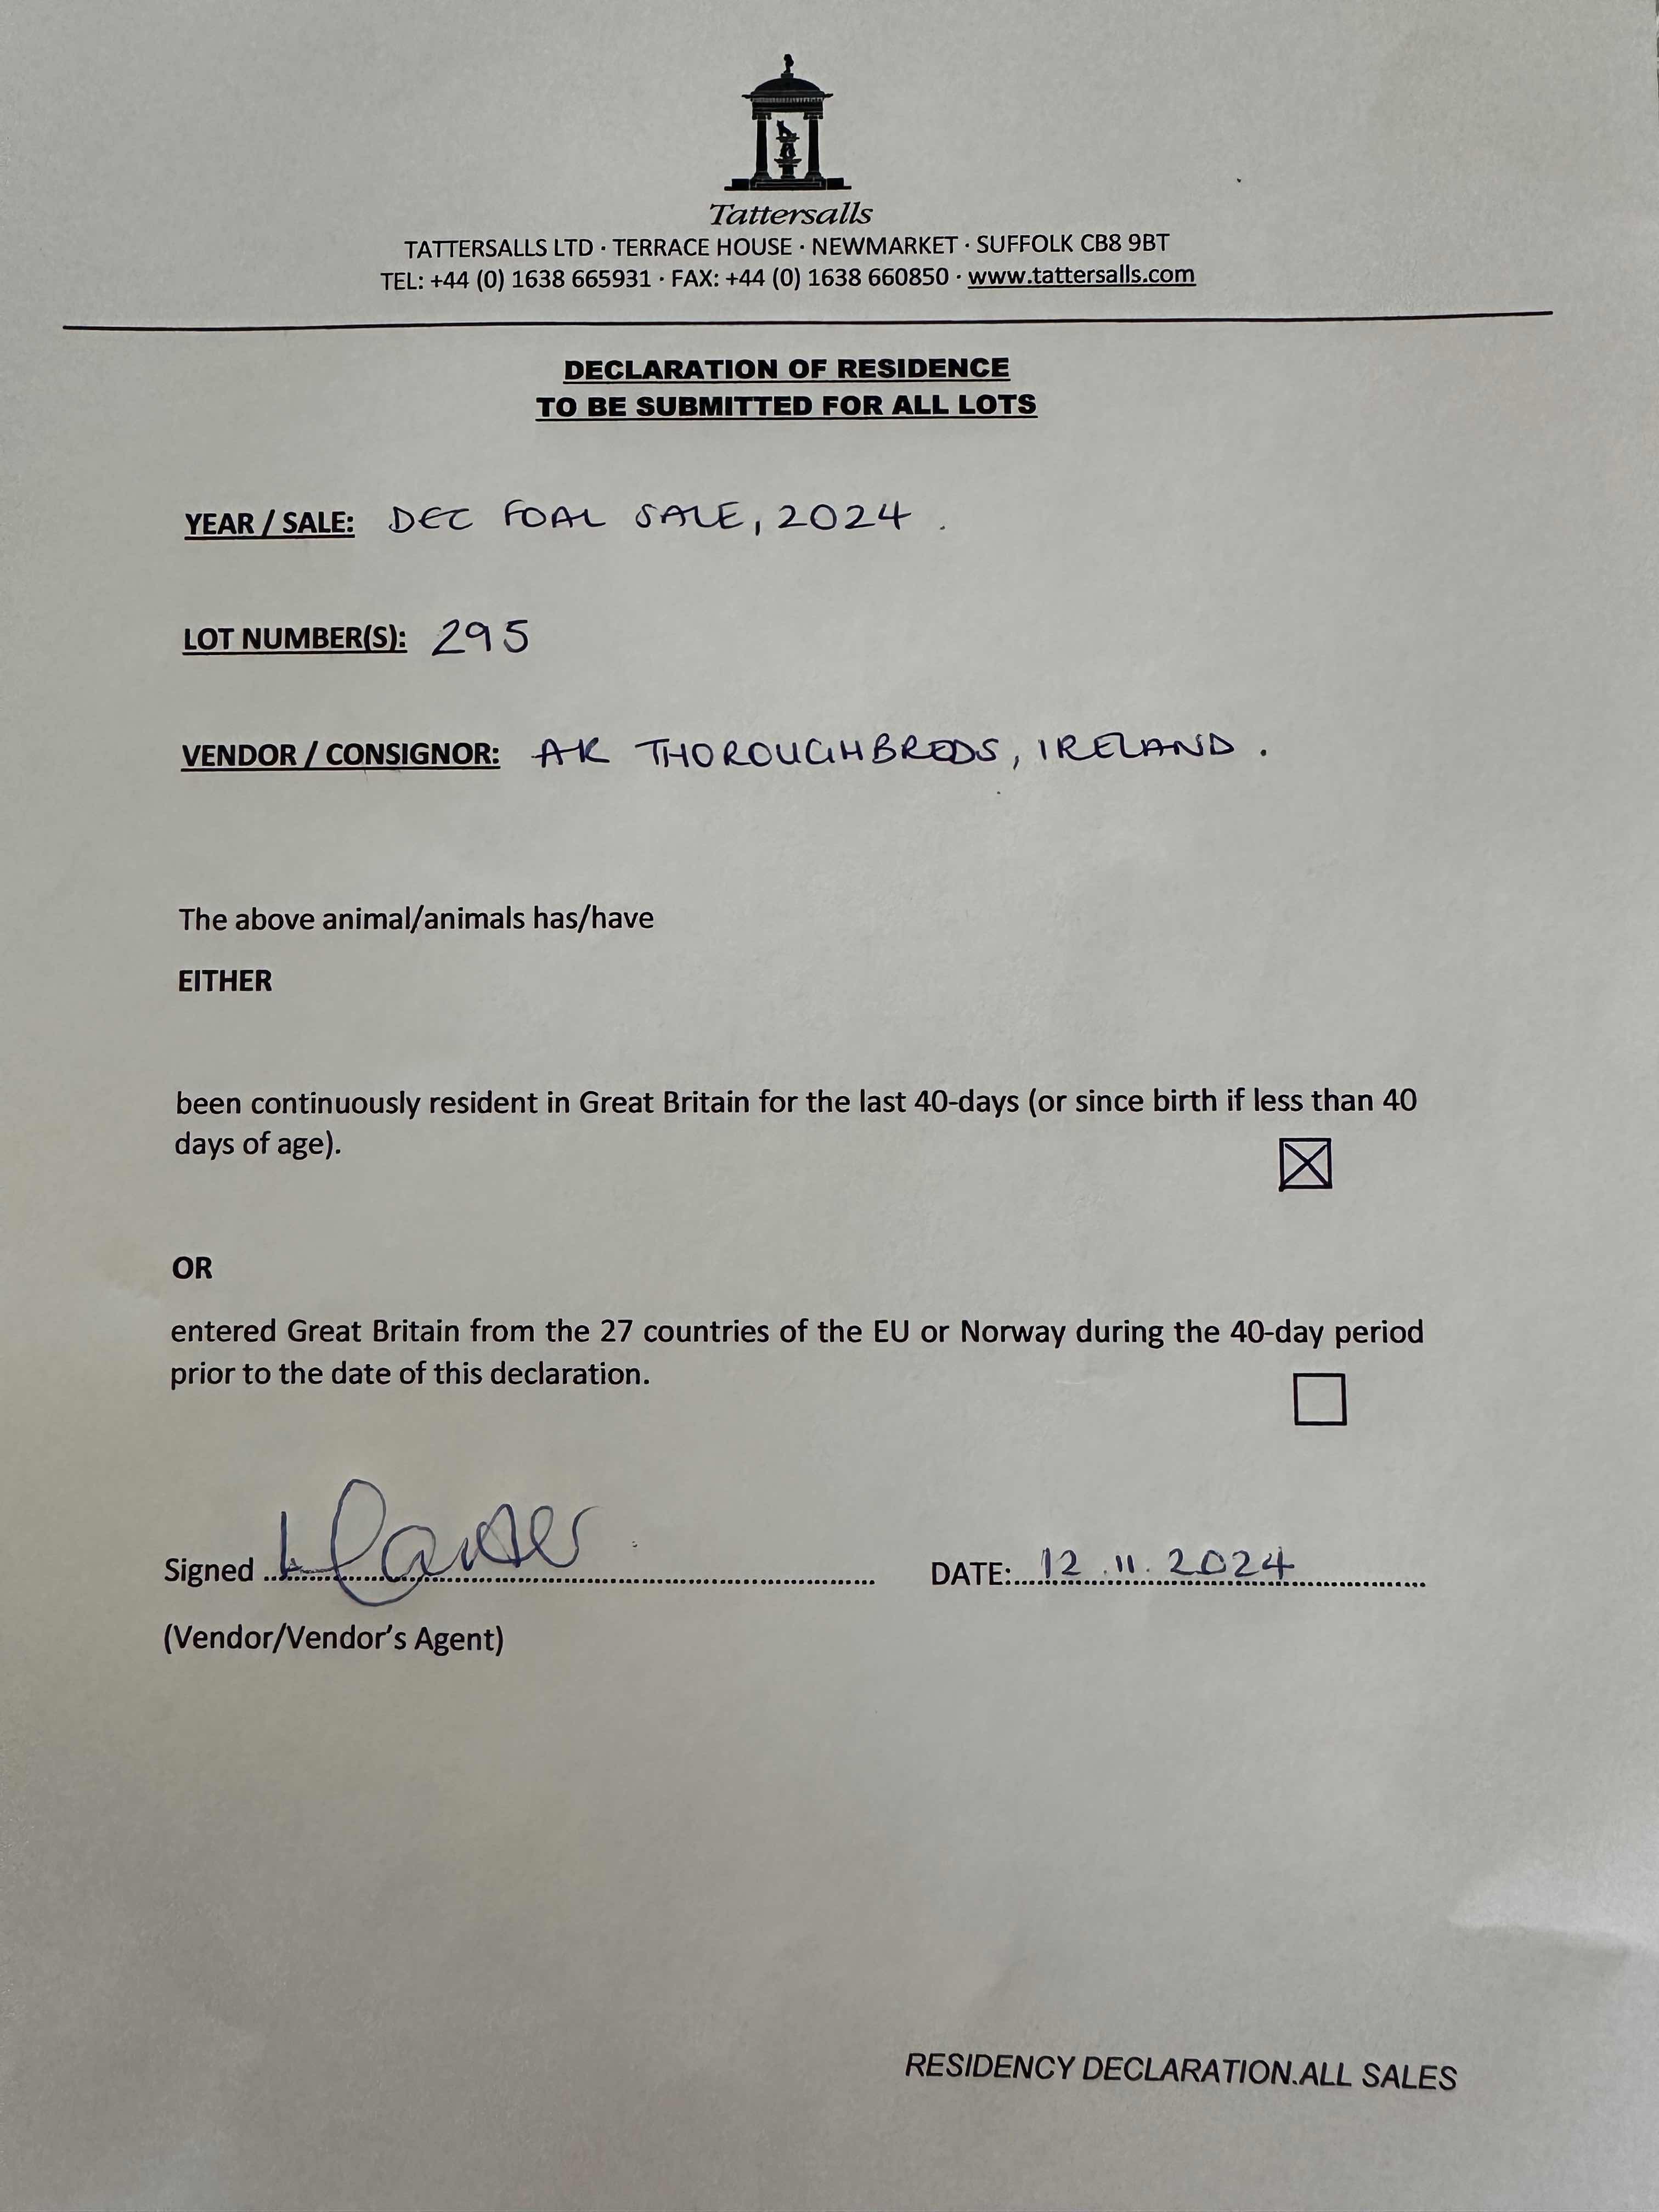 Tattersalls
TATTERSALLS LTD · TERRACE HOUSE · NEWMARKET · SUFFOLK CB8 9BT
TEL: +44 (0) 1638 665931 · FAX: +44 (0) 1638 660850 · www.tattersalls.com
DECLARATION OF RESIDENCE
TO BE SUBMITTED FOR ALL LOTS
YEAR / SALE: DEC FOAL SALE, 2024.
LOT NUMBER(S): 295
VENDOR / CONSIGNOR: AK THOROUGHBREDS, IRELAND.
The above animal/animals has/have
EITHER
been continuously resident in Great Britain for the last 40-days (or since birth if less than 40
days of age).
OR
entered Great Britain from the 27 countries of the EU or Norway during the 40-day period
prior to the date of this declaration.
Signed DATE: 12.11.2024
(Vendor/Vendor's Agent)
RESIDENCY DECLARATION.ALL SALES